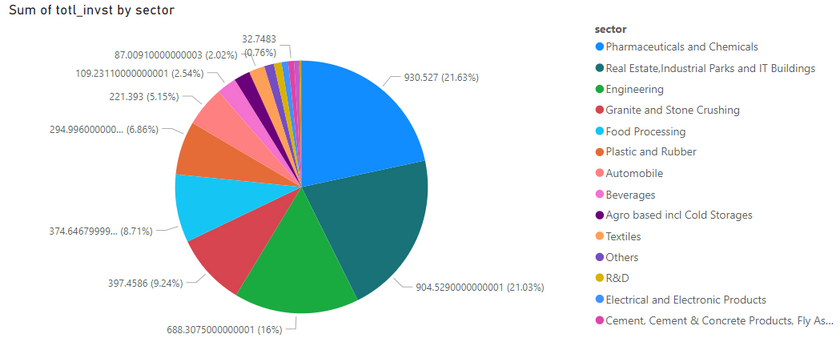 Sum of totl_invst by sector
32.7483
(0.76%)
87.00910000000003 (2.02%)
109.23110000000001 (2.54%)
221.393 (5.15%)
294.996000000... (6.86%)
374.64679999... (8.71%)
397.4586 (9.24%)
688.3075000000001 (16%)
904.5290000000001 (21.03%)
930.527 (21.63%)
sector
Pharmaceuticals and Chemicals
Real Estate,Industrial Parks and IT Buildings
Engineering
Granite and Stone Crushing
Food Processing
Plastic and Rubber
Automobile
Beverages
Agro based incl Cold Storages
Textiles
Others
R&D
Electrical and Electronic Products
Cement, Cement & Concrete Products, Fly As...